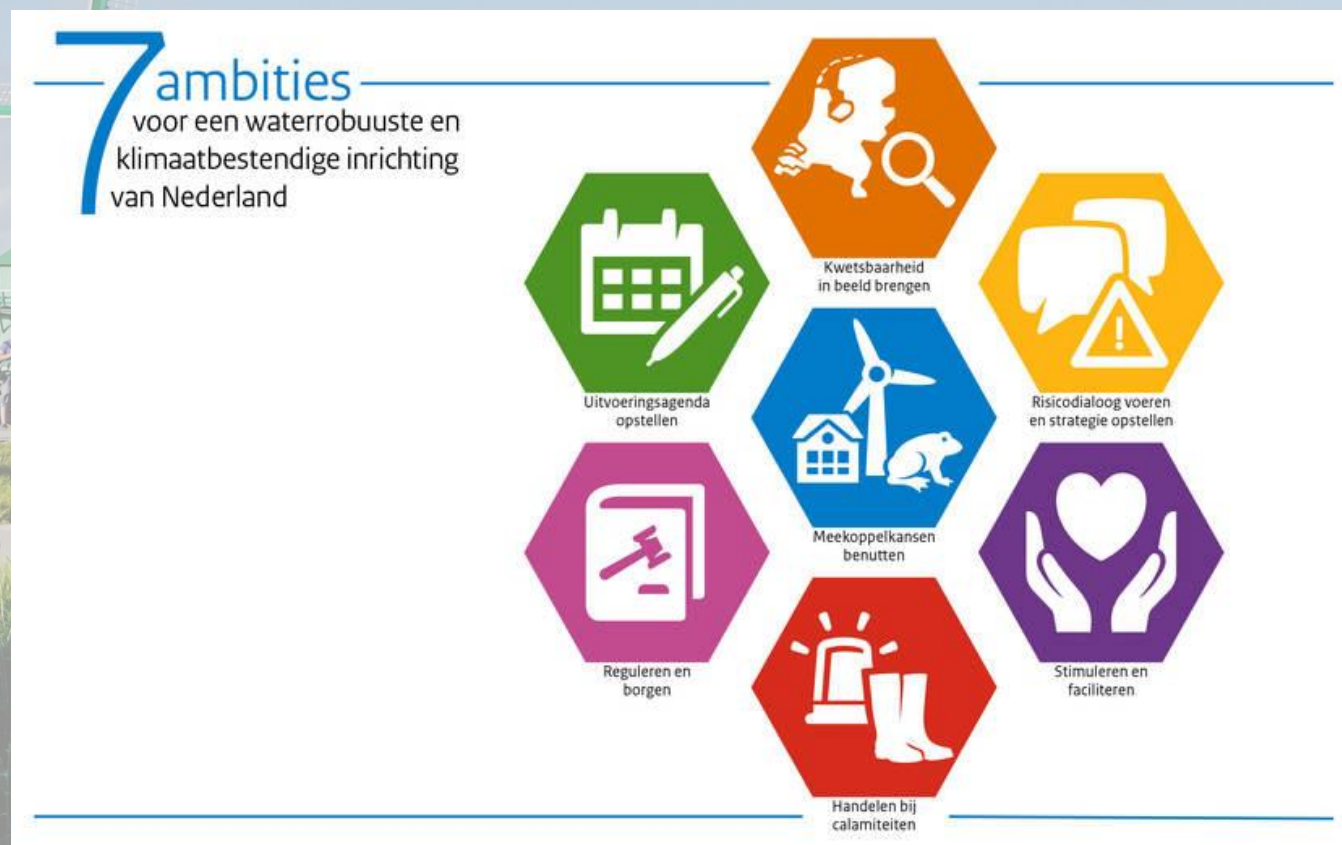 7 ambities
voor een waterrobuuste en
klimaatbestendige inrichting
van Nederland
Kwetsbaarheid
in beeld brengen
Uitvoeringsagenda
opstellen
Risicodialoog voeren
en strategie opstellen
Meekoppelkansen
benutten
Reguleren en
borgen
Stimuleren en
faciliteren
Handelen bij
calamiteiten